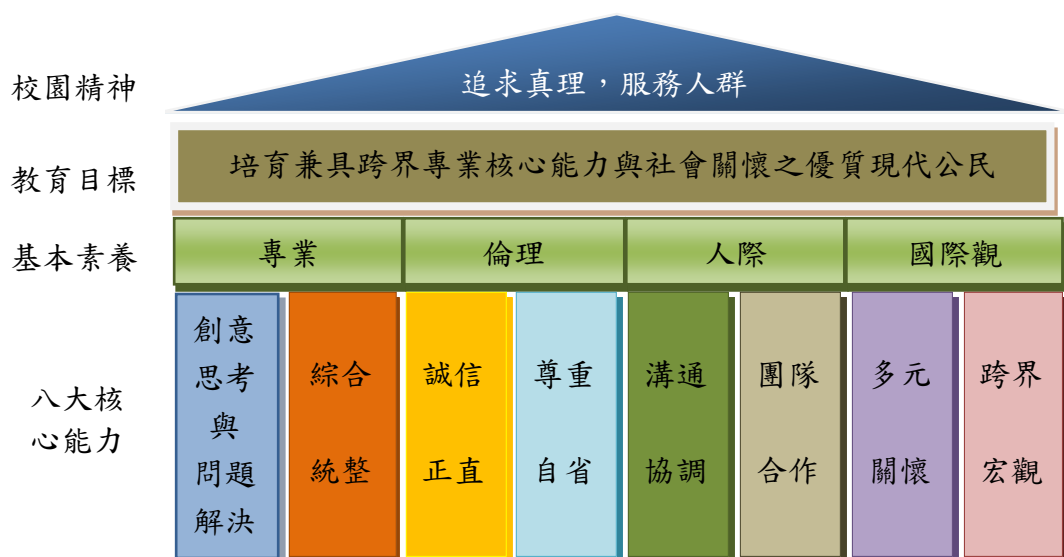 校園精神
追求真理，服務人群
教育目標
培育兼具跨界專業核心能力與社會關懷之優質現代公民
基本素養
專業
倫理
人際
國際觀
八大核
心能力
創意
思考
與
問題
解決
綜合
統整
誠信
正直
尊重
自省
溝通
協調
團隊
合作
多元
關懷
跨界
宏觀